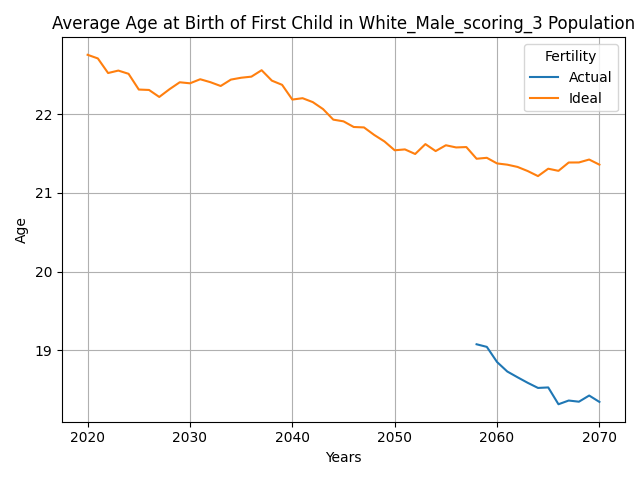 Average Age at Birth of First Child in White_Male_scoring_3 Population
Fertility
Actual
Ideal
22
21
20
19
Age
2020 2030 2040 2050 2060 2070
Years